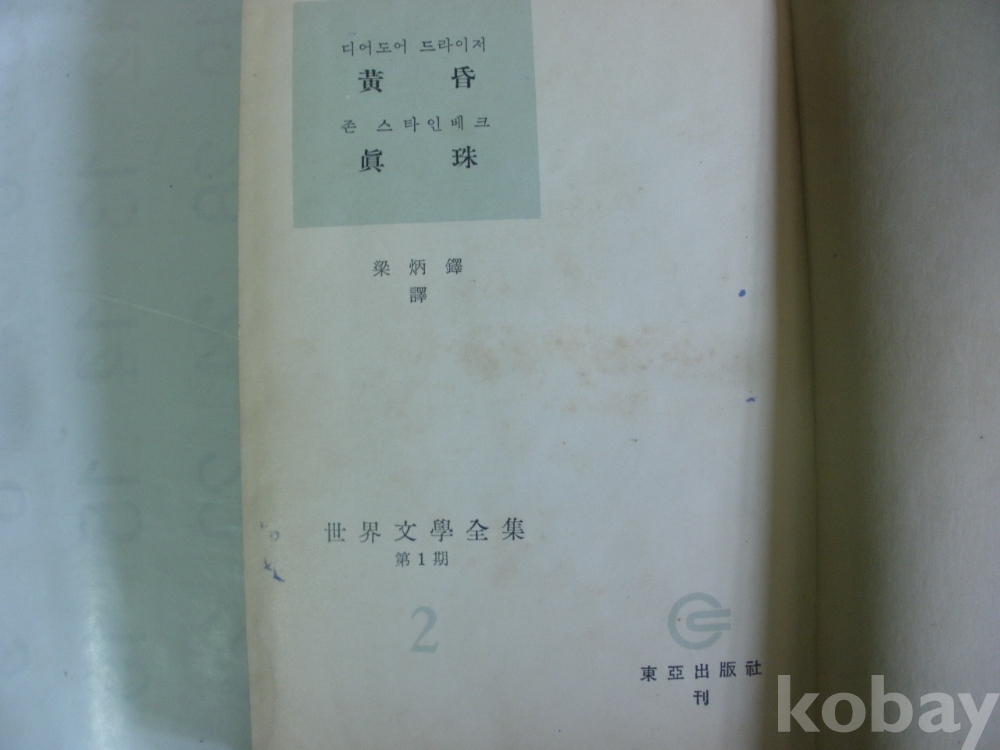 디어도어 드라이저
黃昏
존 스타인베크
眞珠
梁炳鐸
譯
世界文學全集
第1期
2
東亞出版社
刊
kobay